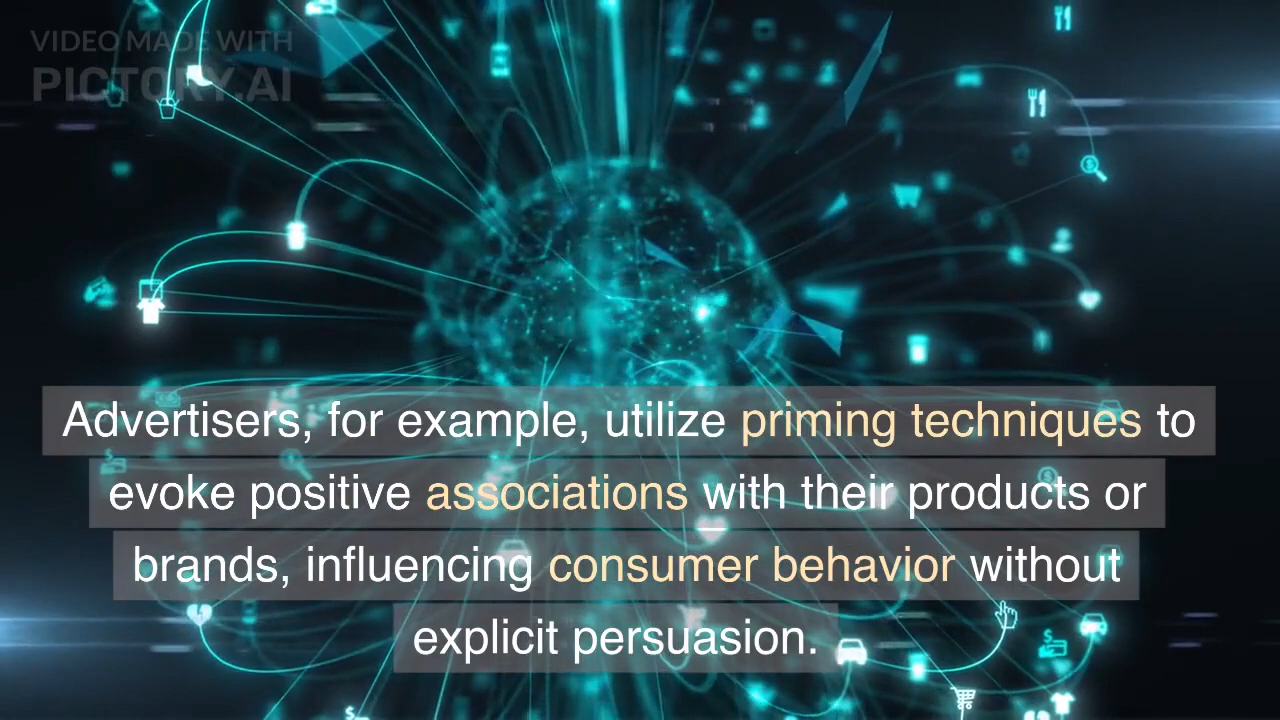 VIDEO MADE WITH
PICTORY.AI
Advertisers, for example, utilize priming techniques to
evoke positive associations with their products or
brands, influencing consumer behavior without
explicit persuasion.